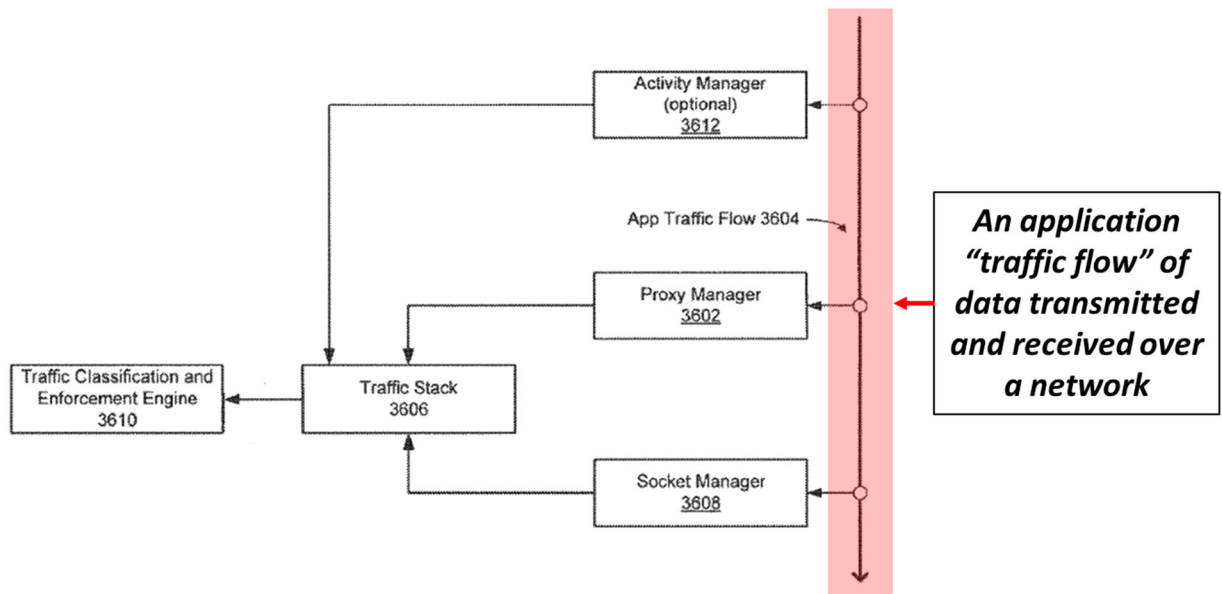 Activity Manager
(optional)
3612
App Traffic Flow 3604
An application
“traffic flow” of
data transmitted
and received over
a network
Proxy Manager
3602
Traffic Classification and
Enforcement Engine
3610
Traffic Stack
3606
Socket Manager
3608